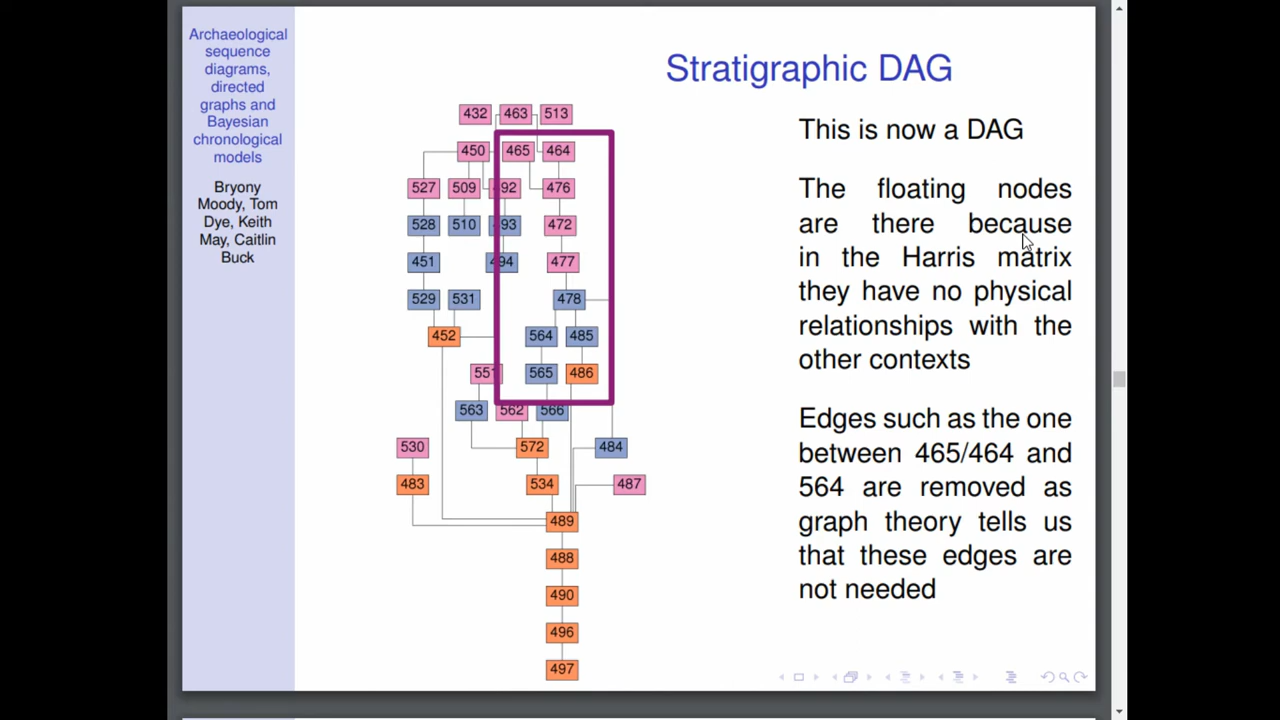 Archaeological
sequence
diagrams,
directed
graphs and
Bayesian
chronological
models
Bryony
Moody, Tom
Dye, Keith
May, Caitlin
Buck
Stratigraphic DAG
432 463 513
450 465 464
527 509 492 476
528 510 493 472
451 494 477
529 531 478
452 564 485
551 565 486
563 562 566
530 572 484
483 534 487
489
488
490
496
497
This is now a DAG
The floating nodes
are there because
in the Harris matrix
they have no physical
relationships with the
other contexts
Edges such as the one
between 465/464 and
564 are removed as
graph theory tells us
that these edges are
not needed